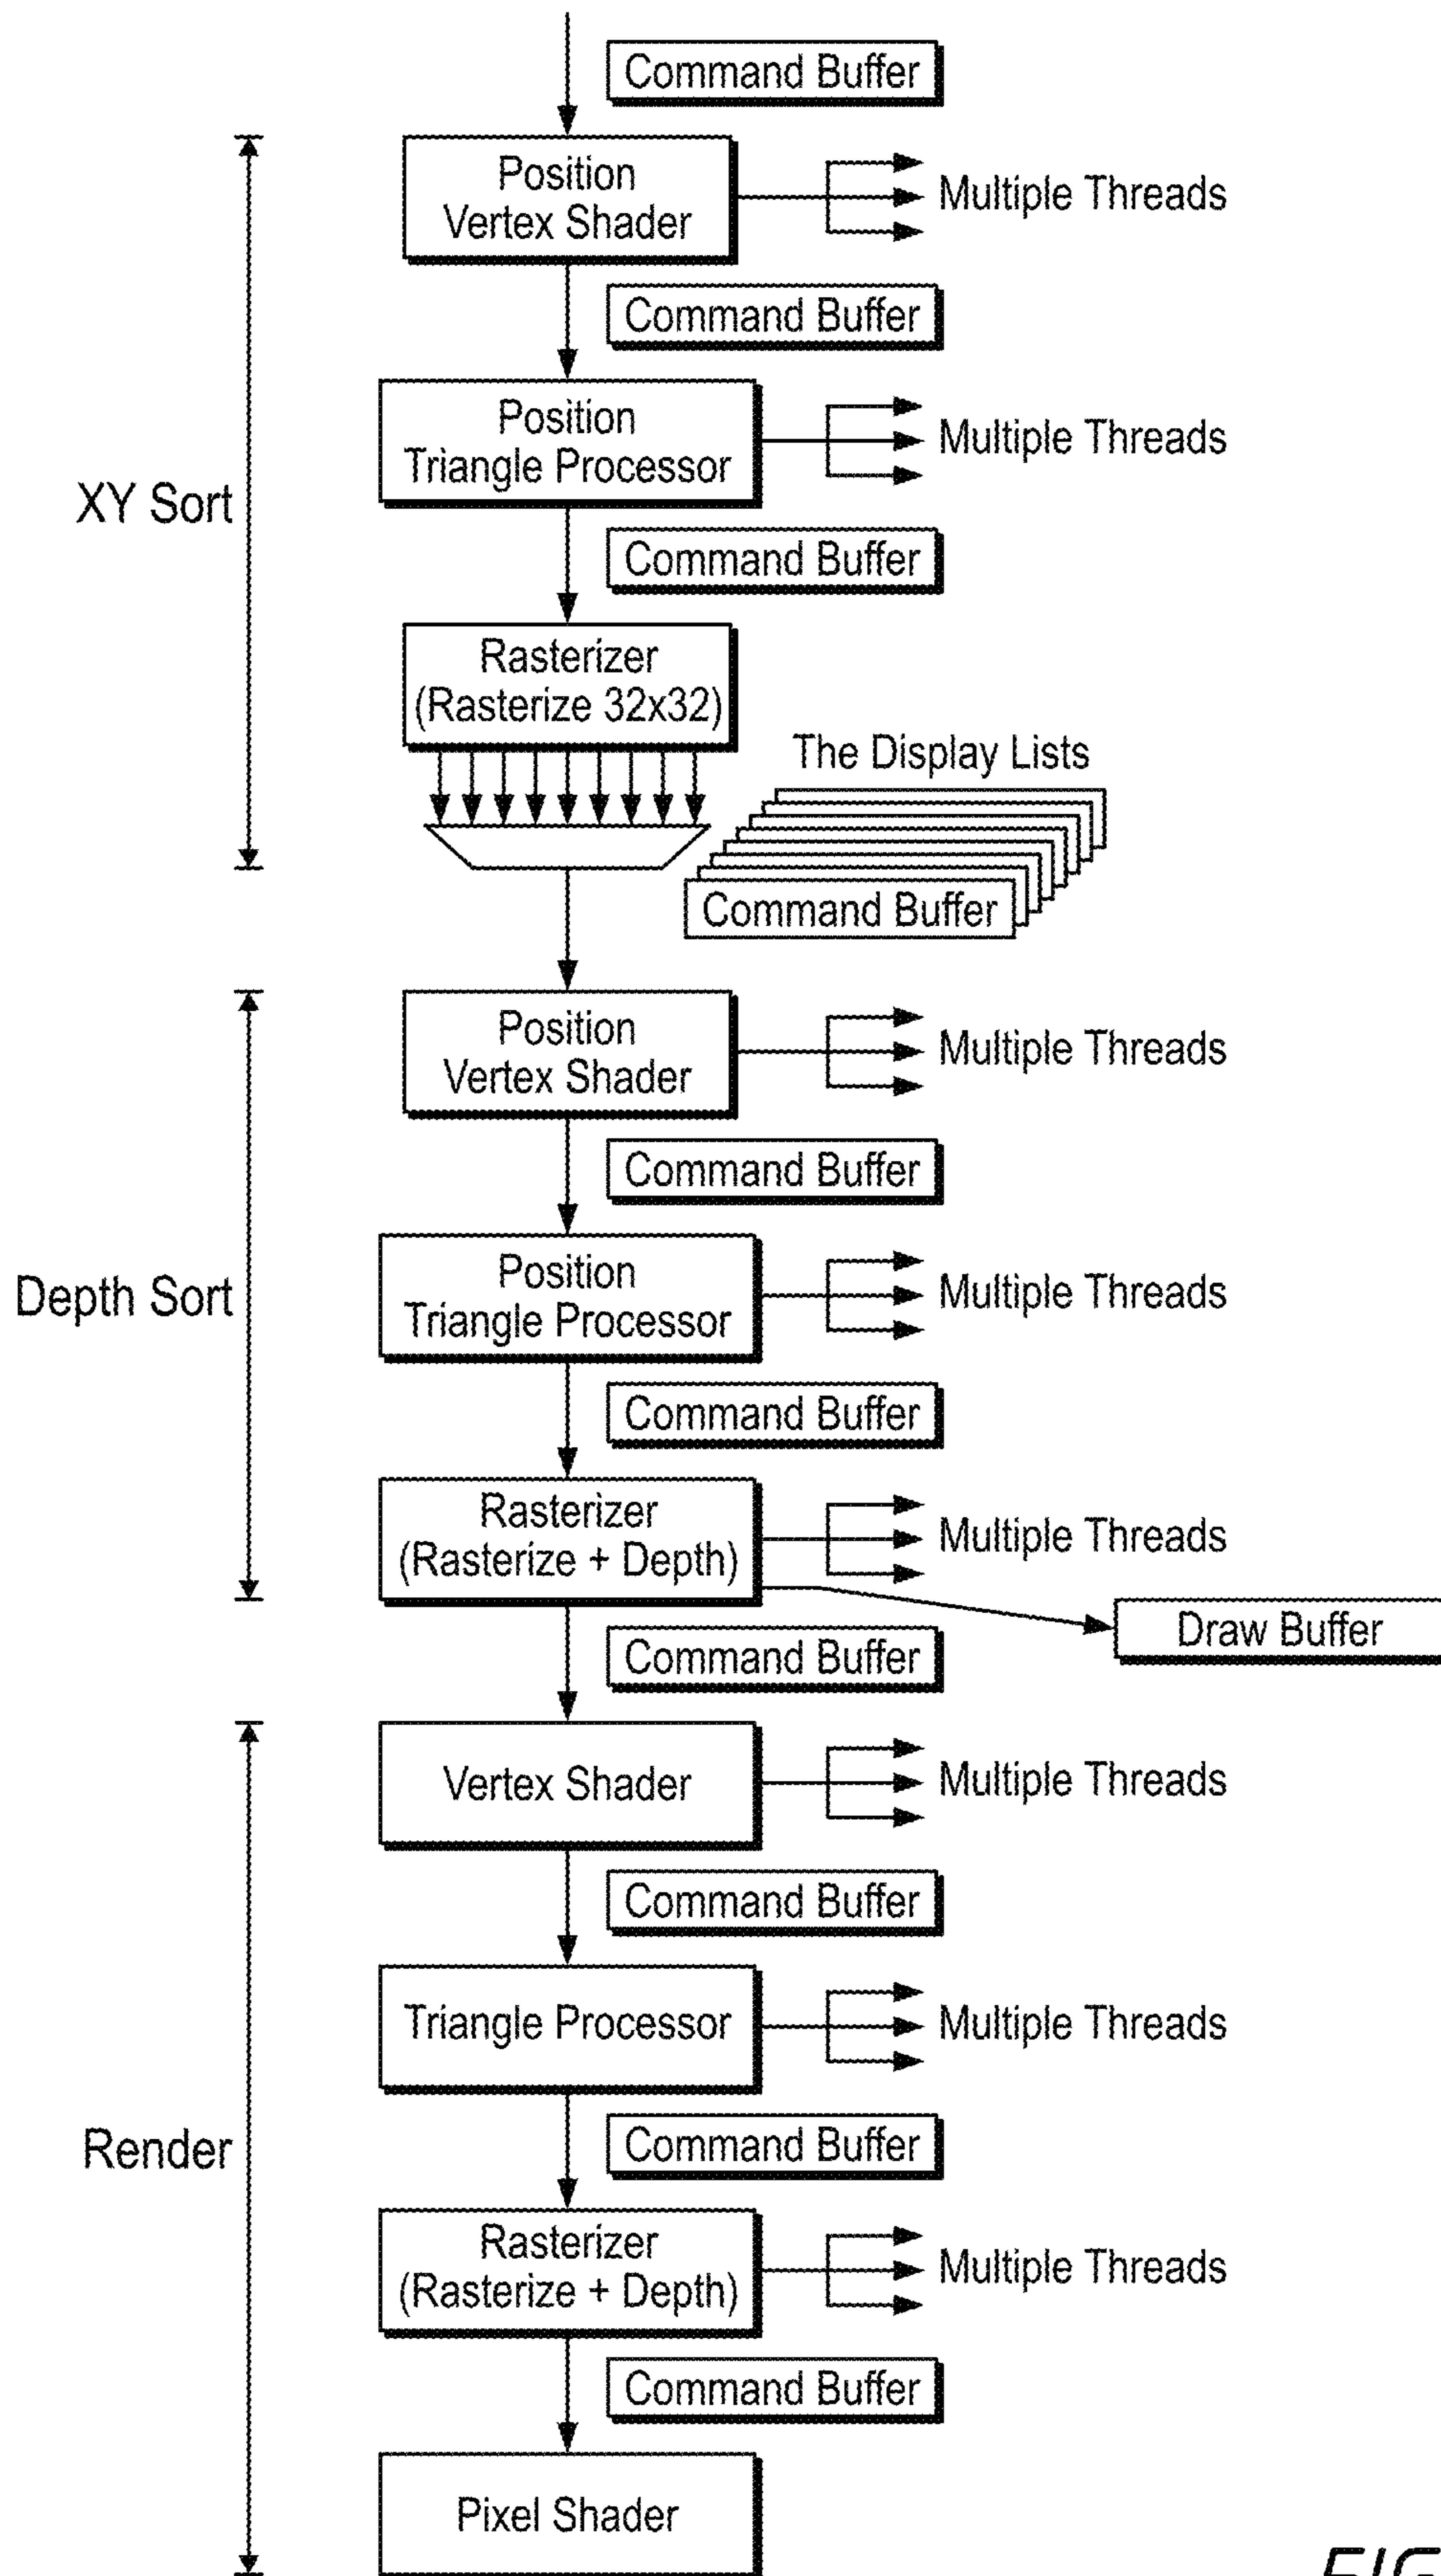 Command Buffer
Position
Vertex Shader
Multiple Threads
Command Buffer
Position
Triangle Processor
Multiple Threads
XY Sort
Command Buffer
Rasterizer
(Rasterize 32x32)
The Display Lists
Command Buffer
Position
Vertex Shader
Multiple Threads
Command Buffer
Depth Sort
Position
Triangle Processor
Multiple Threads
Command Buffer
Rasterizer
(Rasterize + Depth)
Multiple Threads
Draw Buffer
Command Buffer
Vertex Shader
Multiple Threads
Command Buffer
Triangle Processor
Multiple Threads
Render
Command Buffer
Rasterizer
(Rasterize + Depth)
Multiple Threads
Command Buffer
Pixel Shader